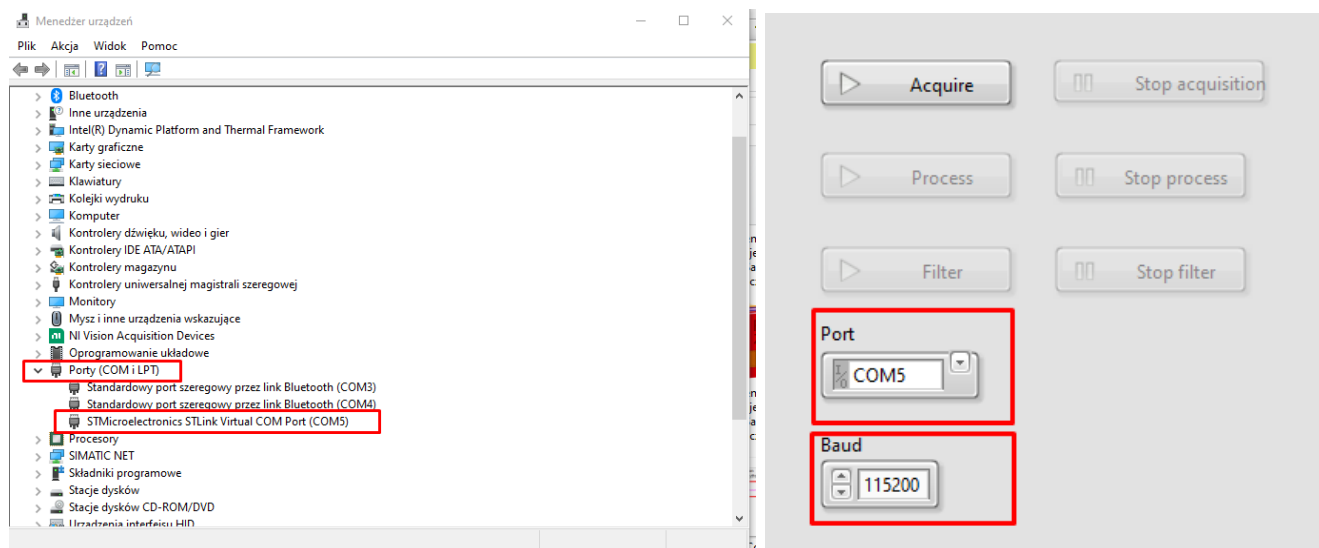 Menedżer urządzeń
Plik Akcja Widok Pomoc
Bluetooth
Inne urządzenia
Intel(R) Dynamic Platform and Thermal Framework
Karty graficzne
Karty sieciowe
Klawiatury
Kolejki wydruku
Komputer
Kontrolery dźwięku, wideo i gier
Kontrolery IDE ATA/ATAPI
Kontrolery magazynu
Kontrolery uniwersalnej magistrali szeregowej
Monitory
Mysz i inne urządzenia wskazujące
NI Vision Acquisition Devices
Oprogramowanie układowe
Porty (COM i LPT)
Standardowy port szeregowy przez link Bluetooth (COM3)
Standardowy port szeregowy przez link Bluetooth (COM4)
STMicroelectronics STLink Virtual COM Port (COM5)
Procesory
SIMATIC NET
Składniki programowe
Stacje dysków
Stacje dysków CD-ROM/DVD
Urządzenia interfejsu HID
Acquire Stop acquisition
Process Stop process
Filter Stop filter
Port
COM5
Baud
115200